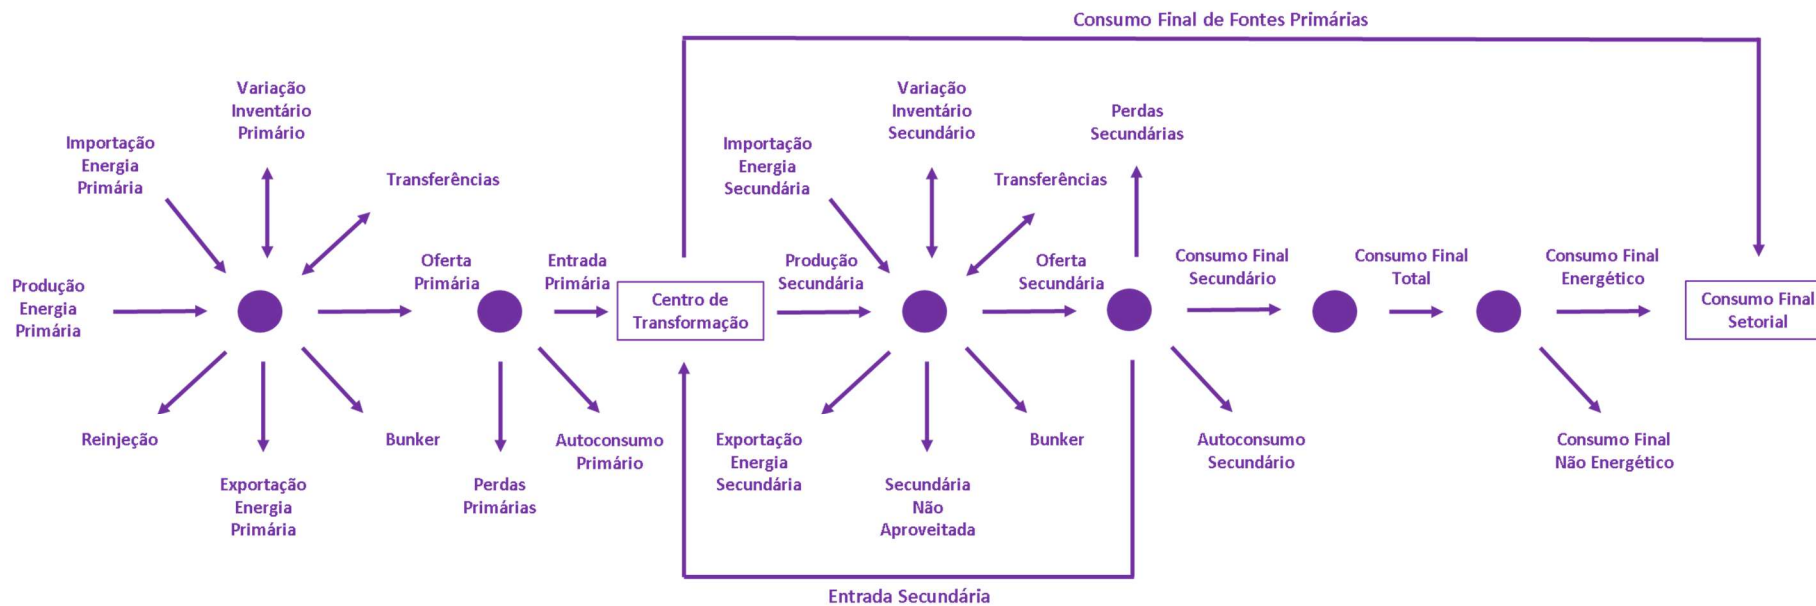 Consumo Final de Fontes Primárias
Variação
Inventário
Primário
Importação
Energia
Primária
Transferências
Produção
Energia
Primária
Oferta
Primária
Entrada
Primária
Reinjeção
Exportação
Energia
Primária
Bunker
Perdas
Primárias
Autoconsumo
Primário
Centro de
Transformação
Variação
Inventário
Secundário
Importação
Energia
Secundária
Transferências
Perdas
Secundárias
Produção
Secundária
Oferta
Secundária
Exportação
Energia
Secundária
Secundária
Não
Aproveitada
Bunker
Autoconsumo
Secundário
Entrada Secundária
Consumo Final
Secundário
Consumo Final
Total
Consumo Final
Energético
Consumo Final
Não Energético
Consumo Final
Setorial